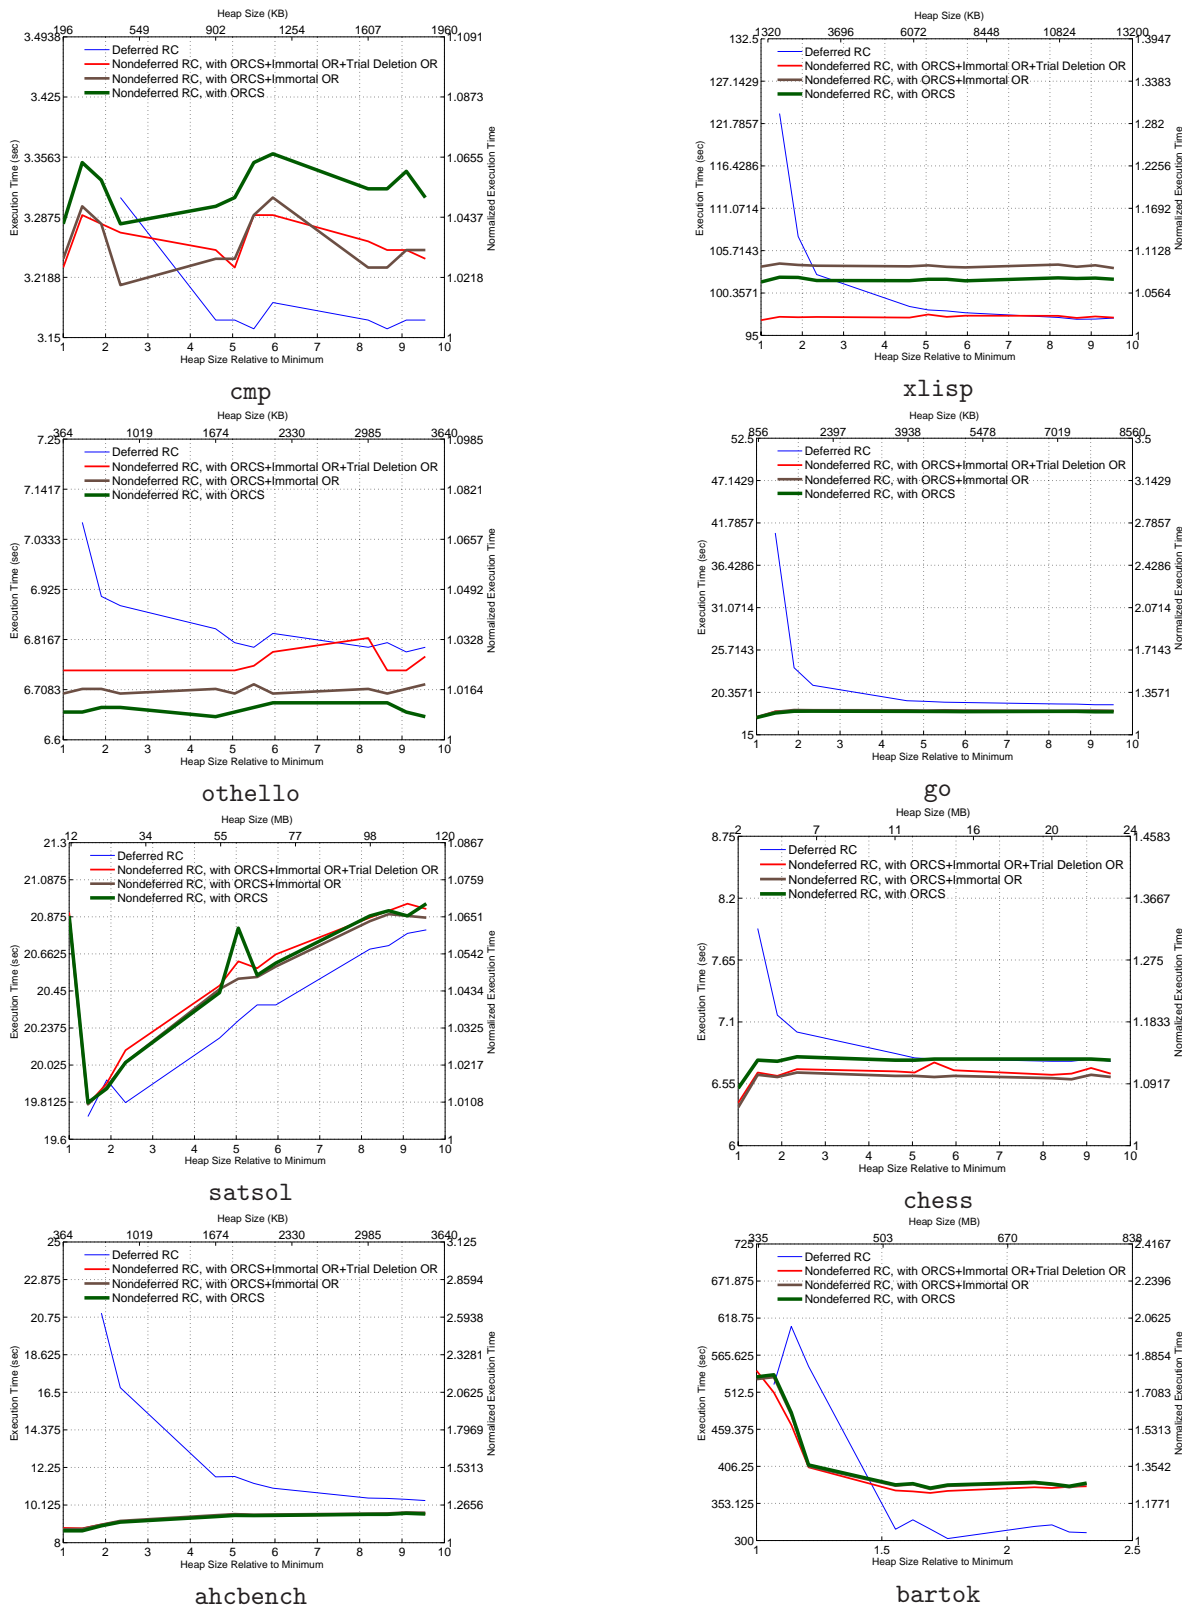 Heap Size (KB)
196 549 902 1254 1607 1960
3.4938 1.1091
Deferred RC
Nondeferred RC, with ORCS+Immortal OR+Trial Deletion OR
Nondeferred RC, with ORCS+Immortal OR
Nondeferred RC, with ORCS
3.425 1.0873
3.3563 1.0655
3.2875 1.0437
3.2188 1.0218
3.15 1
Execution Time (sec)
Normalized Execution Time
1 2 3 4 5 6 7 8 9 10
Heap Size Relative to Minimum
cmp
Heap Size (KB)
1320 3696 6072 8448 10824 13200
132.5 1.3947
Deferred RC
Nondeferred RC, with ORCS+Immortal OR+Trial Deletion OR
Nondeferred RC, with ORCS+Immortal OR
Nondeferred RC, with ORCS
127.1429 1.3383
121.7857 1.282
116.4286 1.2256
111.0714 1.1692
105.7143 1.1128
100.3571 1.0564
95 1
Execution Time (sec)
Normalized Execution Time
1 2 3 4 5 6 7 8 9 10
Heap Size Relative to Minimum
xlisp
Heap Size (KB)
364 1019 1674 2330 2985 3640
7.25 1.0985
Deferred RC
Nondeferred RC, with ORCS+Immortal OR+Trial Deletion OR
Nondeferred RC, with ORCS+Immortal OR
Nondeferred RC, with ORCS
7.1417 1.0821
7.0333 1.0657
6.925 1.0492
6.8167 1.0328
6.7083 1.0164
6.6 1
Execution Time (sec)
Normalized Execution Time
1 2 3 4 5 6 7 8 9 10
Heap Size Relative to Minimum
othello
Heap Size (KB)
856 2397 3938 5478 7019 8560
52.5 3.5
Deferred RC
Nondeferred RC, with ORCS+Immortal OR+Trial Deletion OR
Nondeferred RC, with ORCS+Immortal OR
Nondeferred RC, with ORCS
47.1429 3.1429
41.7857 2.7857
36.4286 2.4286
31.0714 2.0714
25.7143 1.7143
20.3571 1.3571
15 1
Execution Time (sec)
Normalized Execution Time
1 2 3 4 5 6 7 8 9 10
Heap Size Relative to Minimum
go
Heap Size (MB)
12 34 55 77 98 120
21.3 1.0867
Deferred RC
Nondeferred RC, with ORCS+Immortal OR+Trial Deletion OR
Nondeferred RC, with ORCS+Immortal OR
Nondeferred RC, with ORCS
21.0875 1.0759
20.875 1.0651
20.6625 1.0542
20.45 1.0434
20.2375 1.0325
20.025 1.0217
19.8125 1.0108
19.6 1
Execution Time (sec)
Normalized Execution Time
1 2 3 4 5 6 7 8 9 10
Heap Size Relative to Minimum
satsol
Heap Size (MB)
2 7 11 16 20 24
8.75 1.4583
Deferred RC
Nondeferred RC, with ORCS+Immortal OR+Trial Deletion OR
Nondeferred RC, with ORCS+Immortal OR
Nondeferred RC, with ORCS
8.2 1.3667
7.65 1.275
7.1 1.1833
6.55 1.0917
6 1
Execution Time (sec)
Normalized Execution Time
1 2 3 4 5 6 7 8 9 10
Heap Size Relative to Minimum
chess
Heap Size (KB)
364 1019 1674 2330 2985 3640
25 3.125
Deferred RC
Nondeferred RC, with ORCS+Immortal OR+Trial Deletion OR
Nondeferred RC, with ORCS+Immortal OR
Nondeferred RC, with ORCS
22.875 2.8594
20.75 2.5938
18.625 2.3281
16.5 2.0625
14.375 1.7969
12.25 1.5313
10.125 1.2656
8 1
Execution Time (sec)
Normalized Execution Time
1 2 3 4 5 6 7 8 9 10
Heap Size Relative to Minimum
ahcbench
Heap Size (MB)
335 503 670 838
725 2.4167
Deferred RC
Nondeferred RC, with ORCS+Immortal OR+Trial Deletion OR
Nondeferred RC, with ORCS+Immortal OR
Nondeferred RC, with ORCS
671.875 2.2396
618.75 2.0625
565.625 1.8854
512.5 1.7083
459.375 1.5313
406.25 1.3542
353.125 1.1771
300 1
Execution Time (sec)
Normalized Execution Time
1 1.5 2 2.5
Heap Size Relative to Minimum
bartok